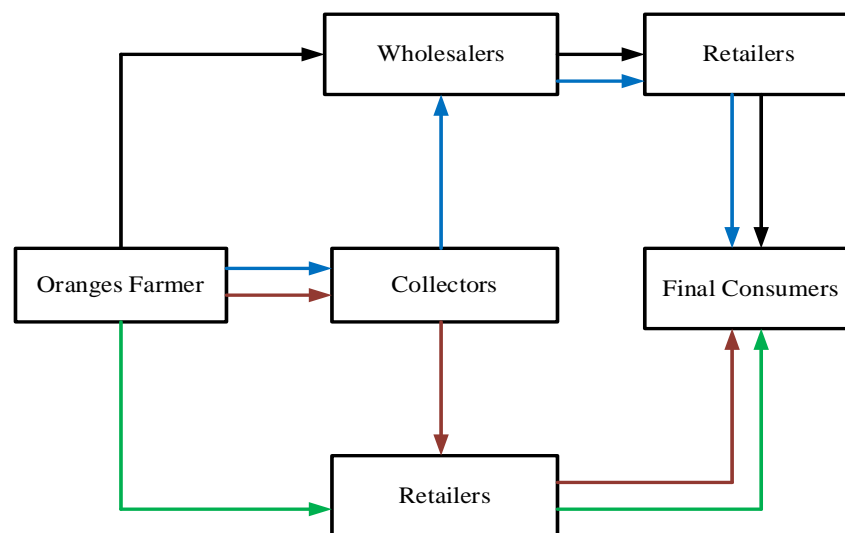 Wholesalers
Retailers
Oranges Farmer
Collectors
Final Consumers
Retailers